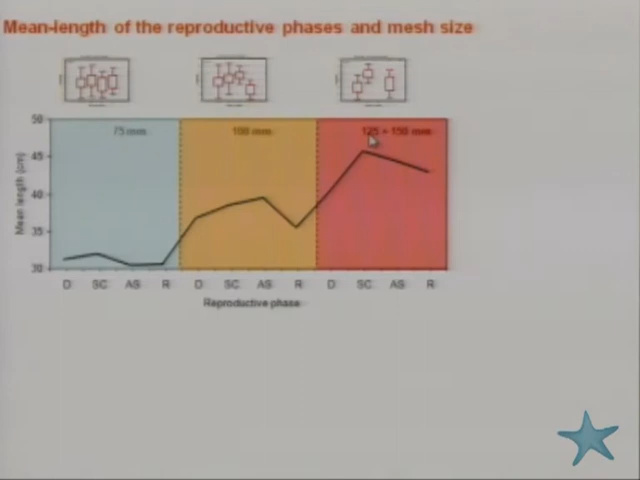 Mean-length of the reproductive phases and mesh size
50
75 mm
100 mm
125 + 150 mm
45
40
35
30
Mean length (cm)
D SC AS R D SC AS R D SC AS R
Reproductive phase